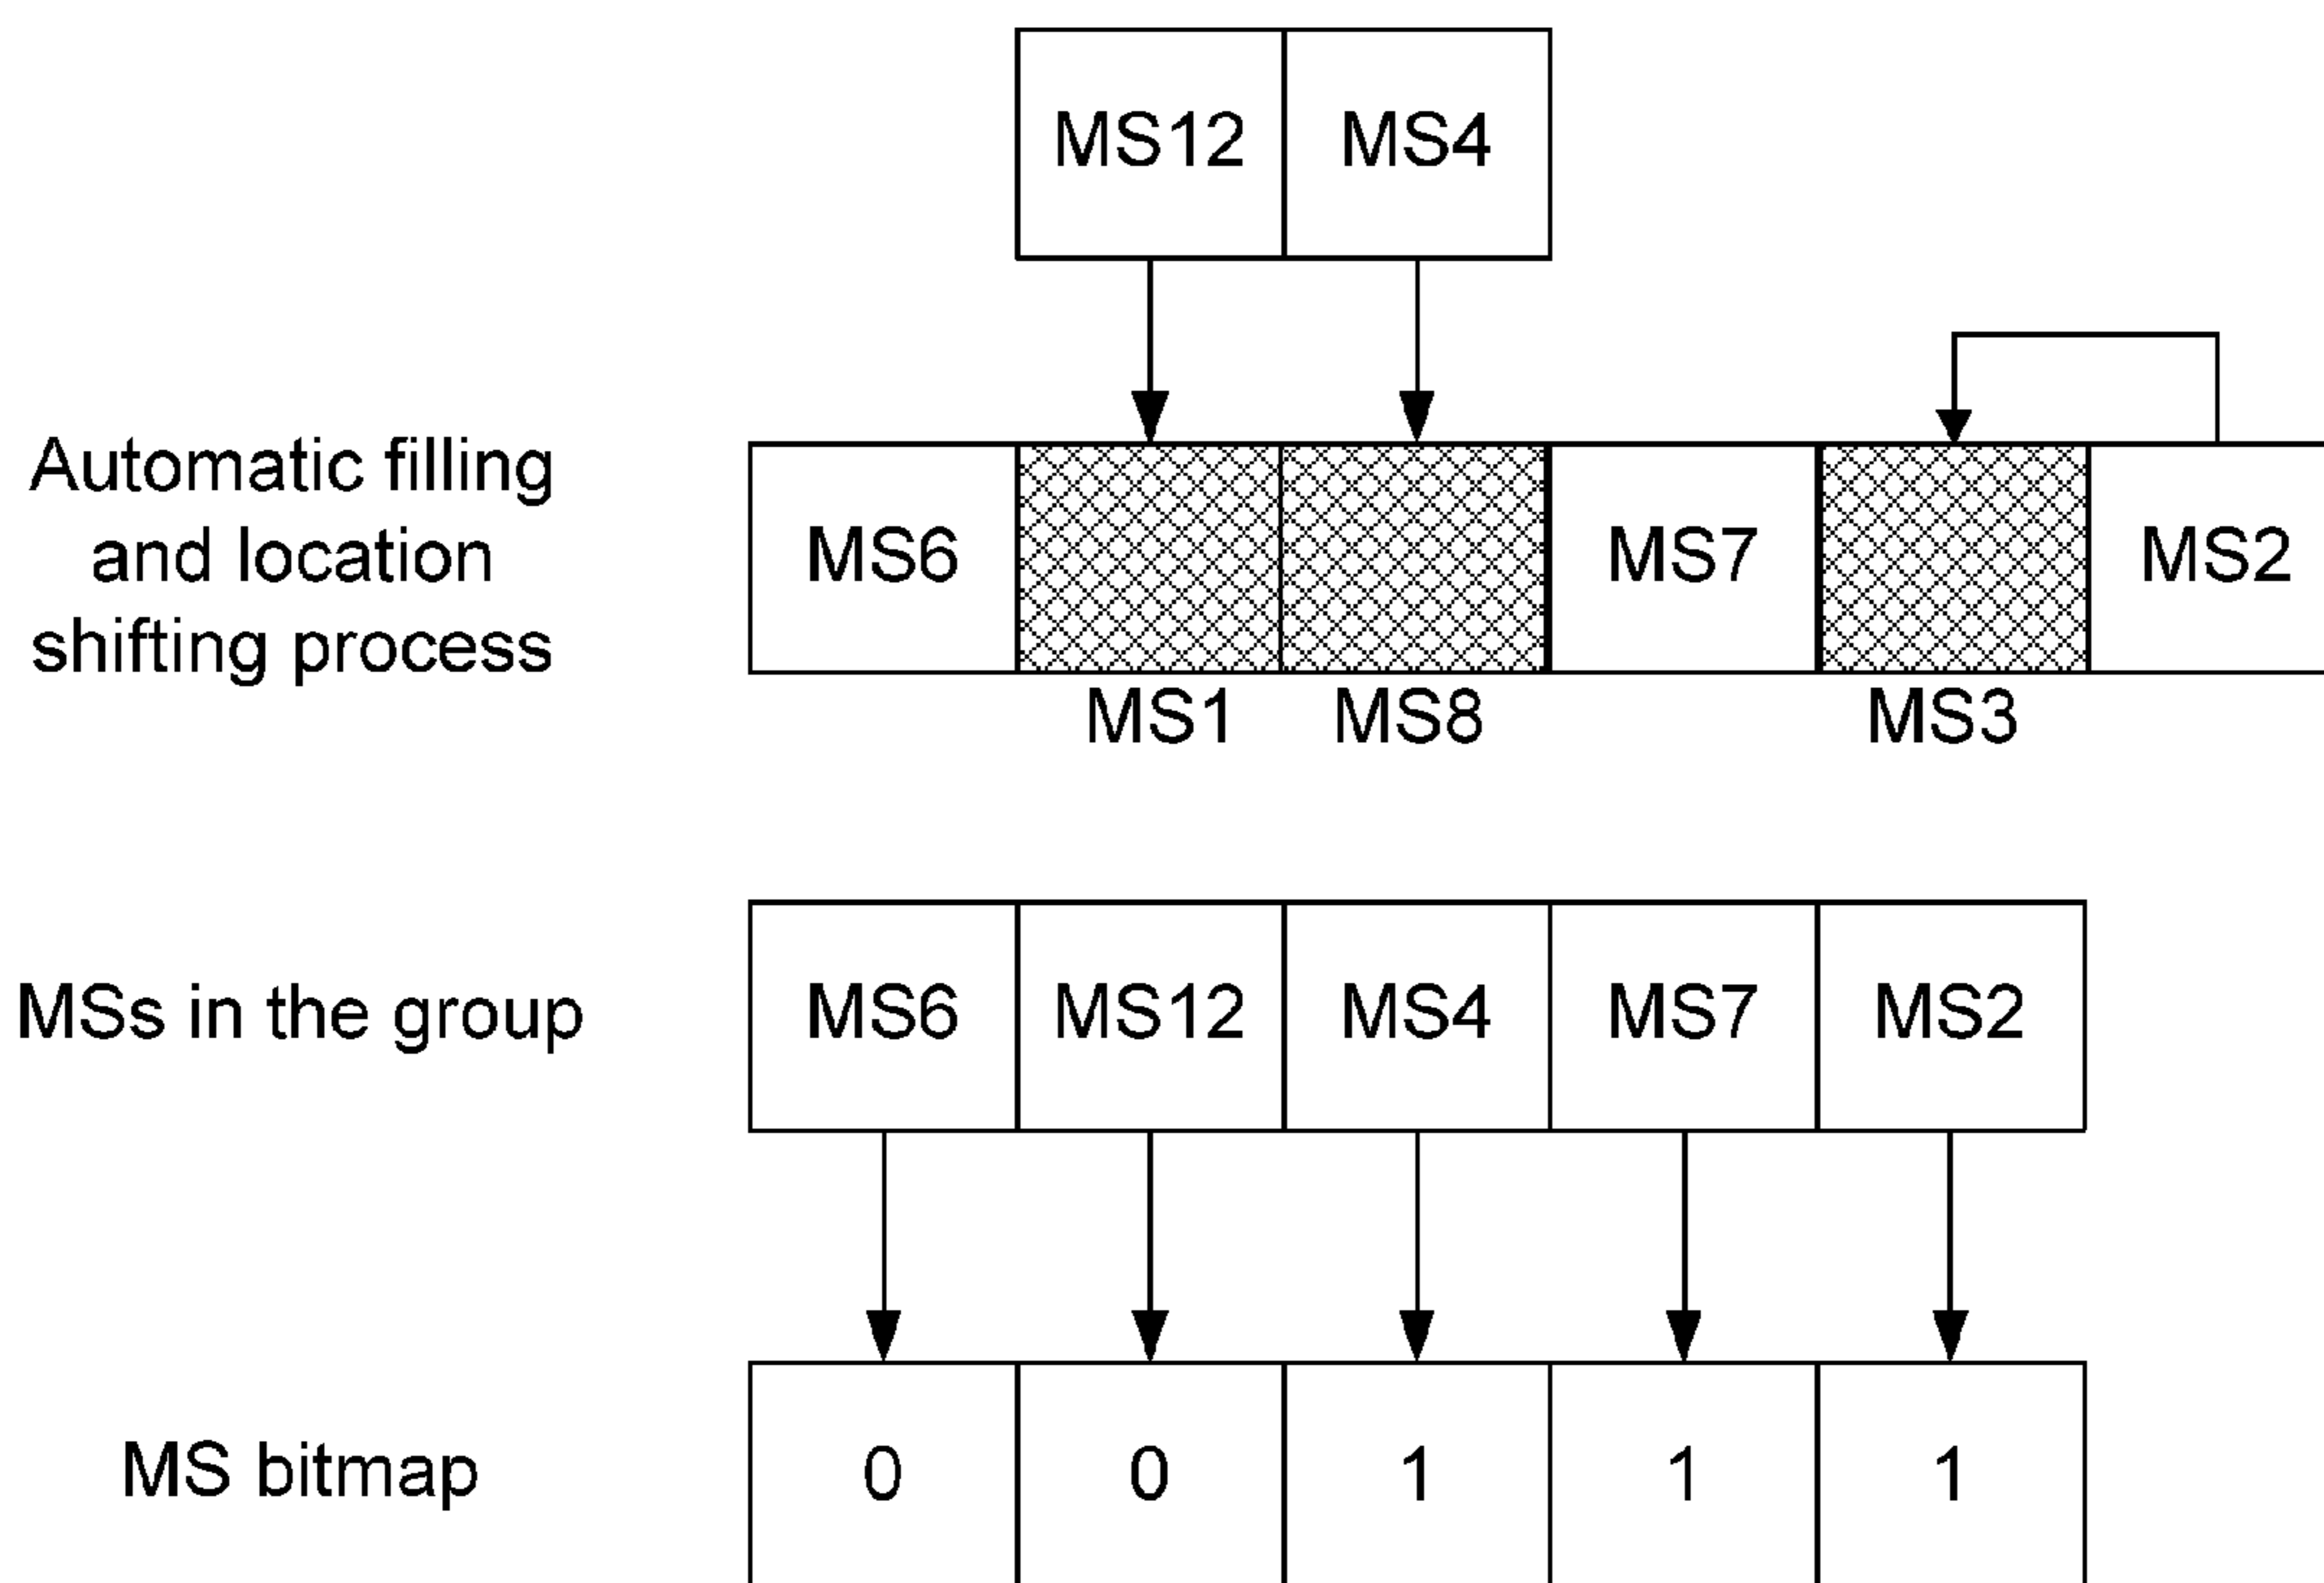 MS12 MS4
Automatic filling
and location
shifting process
MS6 MS7 MS2
MS1 MS8 MS3
MSs in the group
MS6 MS12 MS4 MS7 MS2
MS bitmap
0 0 1 1 1